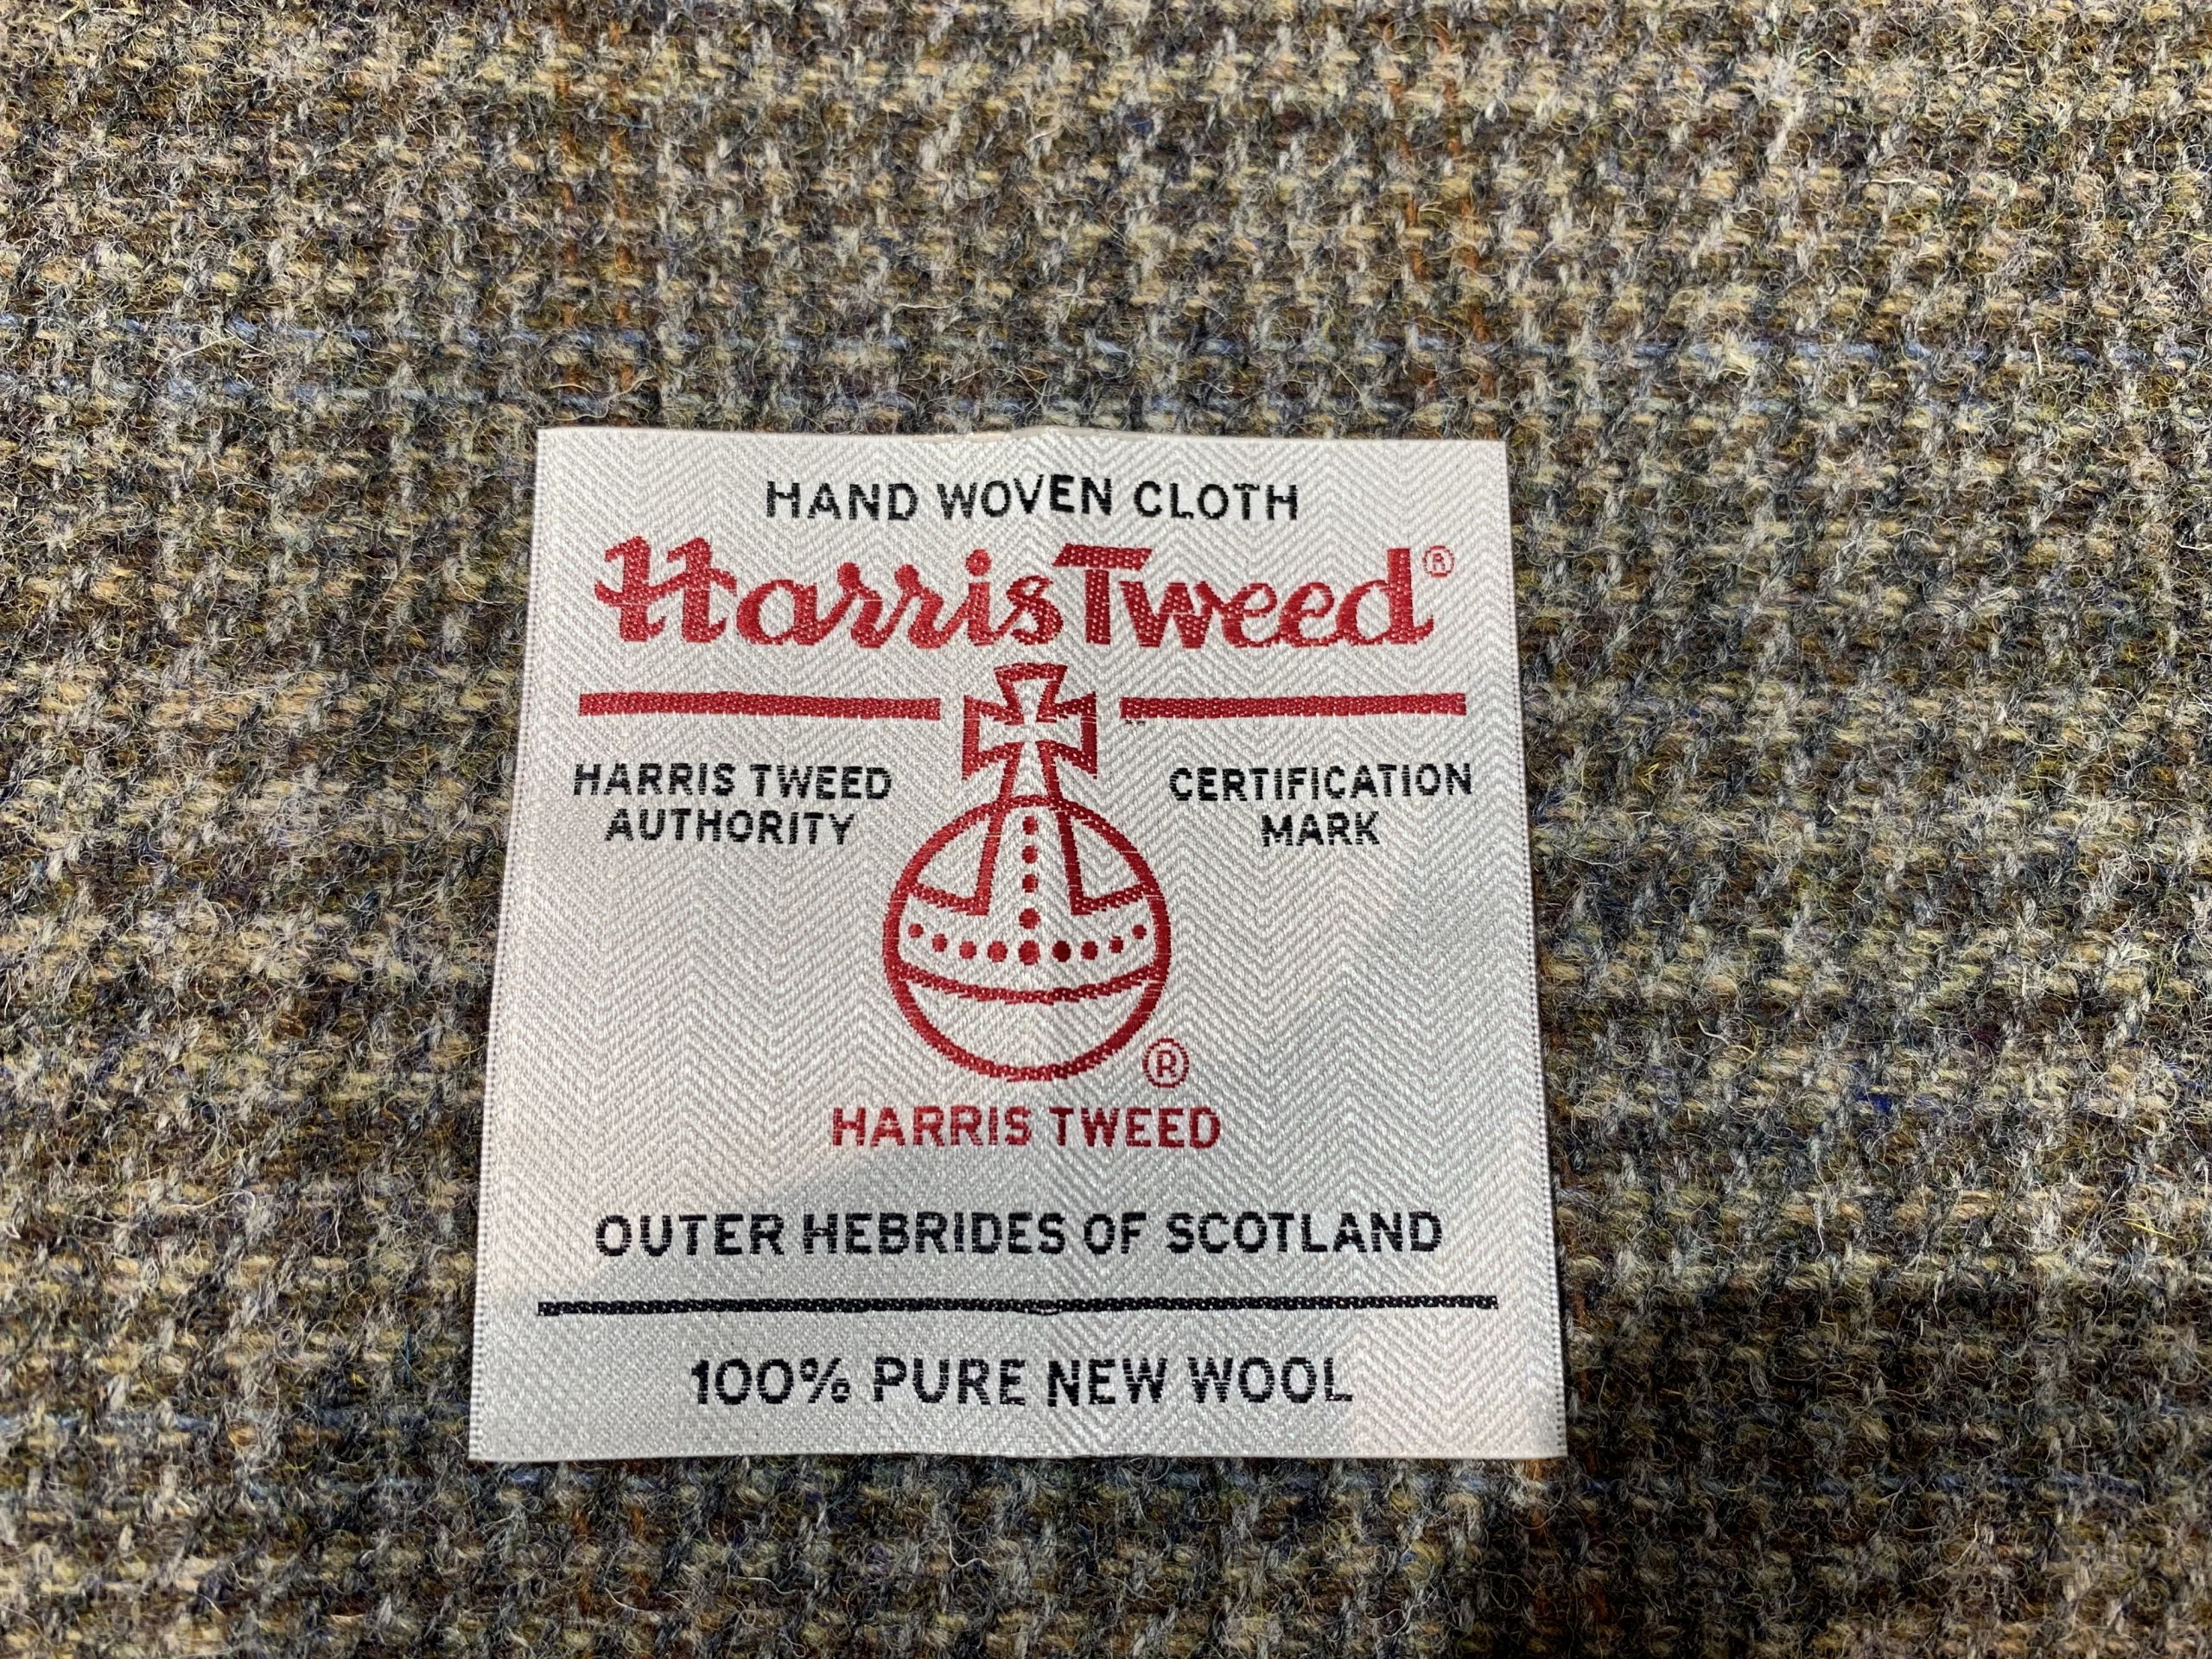 HAND WOVEN CLOTH
Harris Tweed®
HARRIS TWEED
AUTHORITY
CERTIFICATION
MARK
®
HARRIS TWEED
OUTER HEBRIDES OF SCOTLAND
100% PURE NEW WOOL